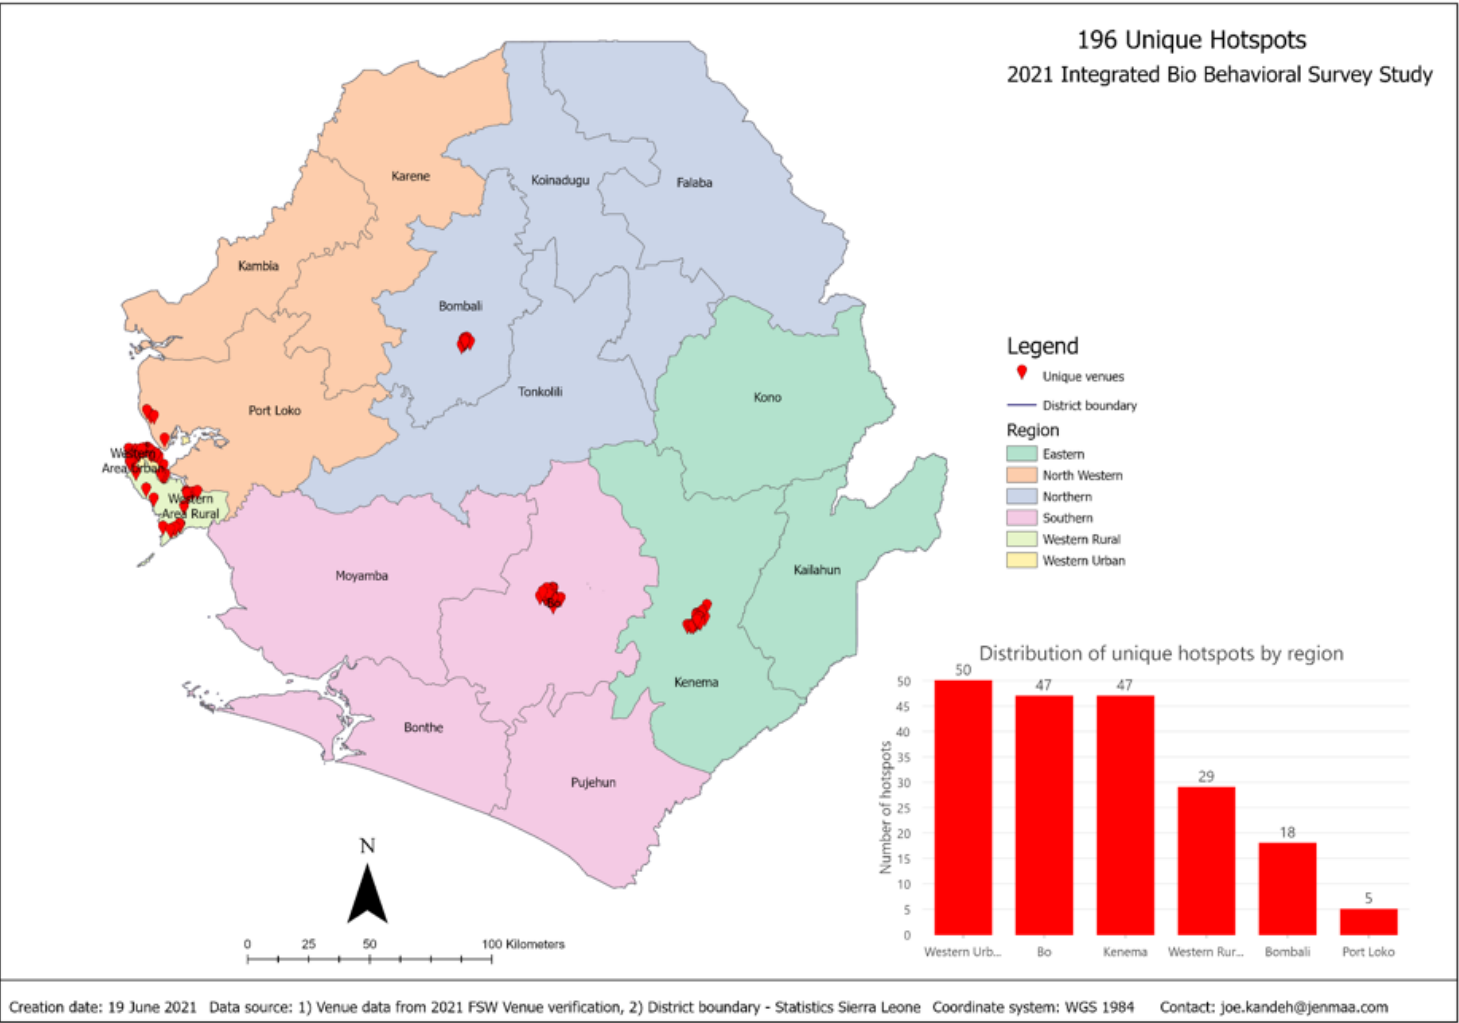 196 Unique Hotspots
2021 Integrated Bio Behavioral Survey Study
Karene
Koinadugu
Falaba
Kambia
Bombali
Port Loko
Tonkolili
Kono
Western
Area Urban
Western
Area Rural
Moyamba
Bo
Kailahun
Kenema
Bonthe
Pujehun
Legend
Unique venues
District boundary
Region
Eastern
North Western
Northern
Southern
Western Rural
Western Urban
Distribution of unique hotspots by region
Number of hotspots
50
45
40
35
30
25
20
15
10
5
0
50
47
47
29
18
5
Western Urb...
Bo
Kenema
Western Rur...
Bombali
Port Loko
N
0 25 50 100 Kilometers
Creation date: 19 June 2021 Data source: 1) Venue data from 2021 FSW Venue verification, 2) District boundary - Statistics Sierra Leone Coordinate system: WGS 1984 Contact: joe.kandeh@jenmaa.com